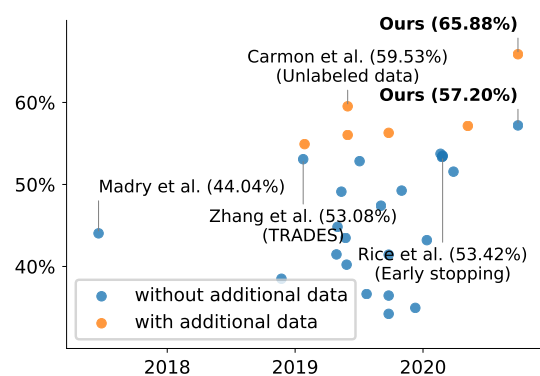 Ours (65.88%)
Carmon et al. (59.53%)
(Unlabeled data)
Ours (57.20%)
60%
50%
40%
Madry et al. (44.04%)
Zhang et al. (53.08%)
(TRADES)
Rice et al. (53.42%)
(Early stopping)
without additional data
with additional data
2018
2019
2020